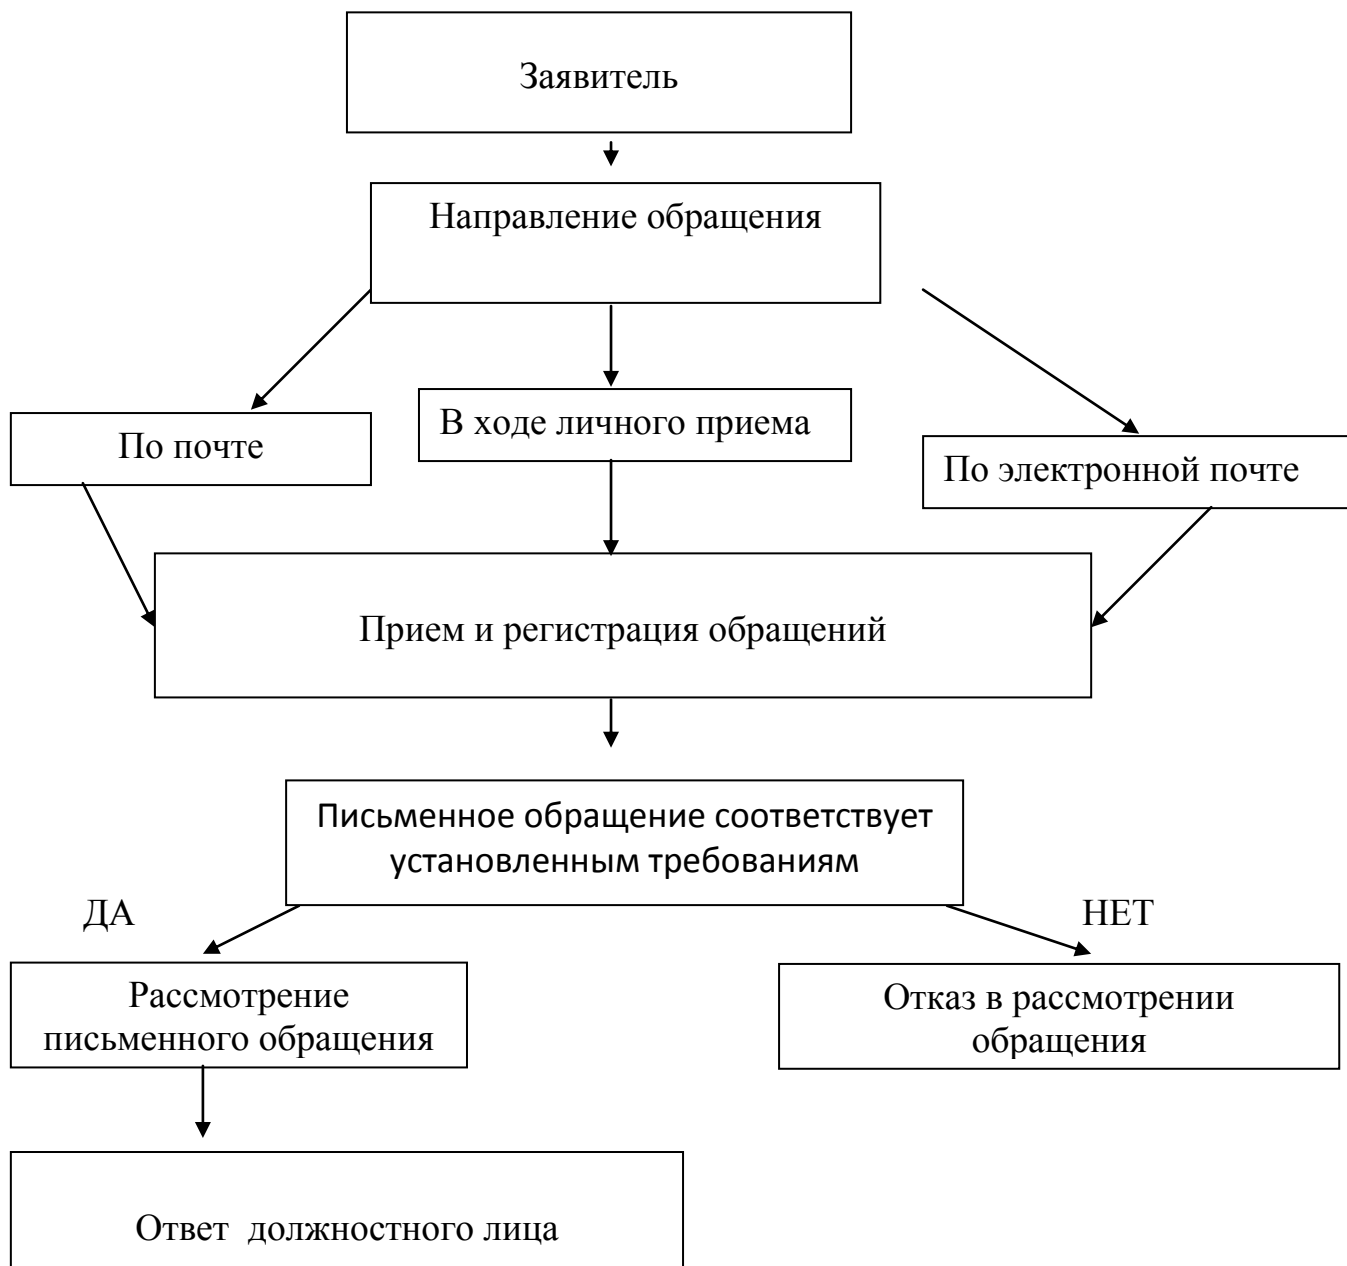 Заявитель
Направление обращения
По почте
В ходе личного приема
По электронной почте
Прием и регистрация обращений
Письменное обращение соответствует
установленным требованиям
ДА
НЕТ
Рассмотрение
письменного обращения
Отказ в рассмотрении
обращения
Ответ  должностного лица